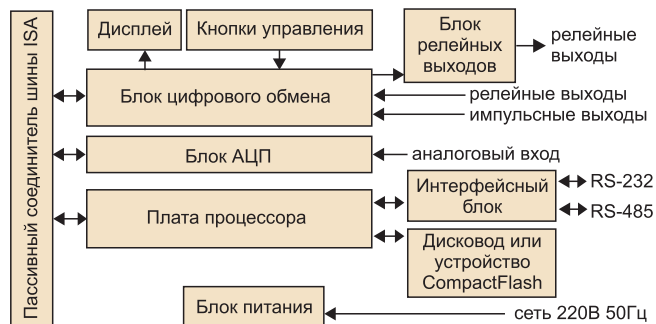 Пассивный соединитель шины ISA
Дисплей
Кнопки управления
Блок
релейных
выходов
релейные
выходы
Блок цифрового обмена
релейные выходы
импульсные выходы
Блок АЦП
аналоговый вход
Плата процессора
Интерфейсный
блок
RS-232
RS-485
Дисковод или
устройство
CompactFlash
Блок питания
сеть 220В 50Гц